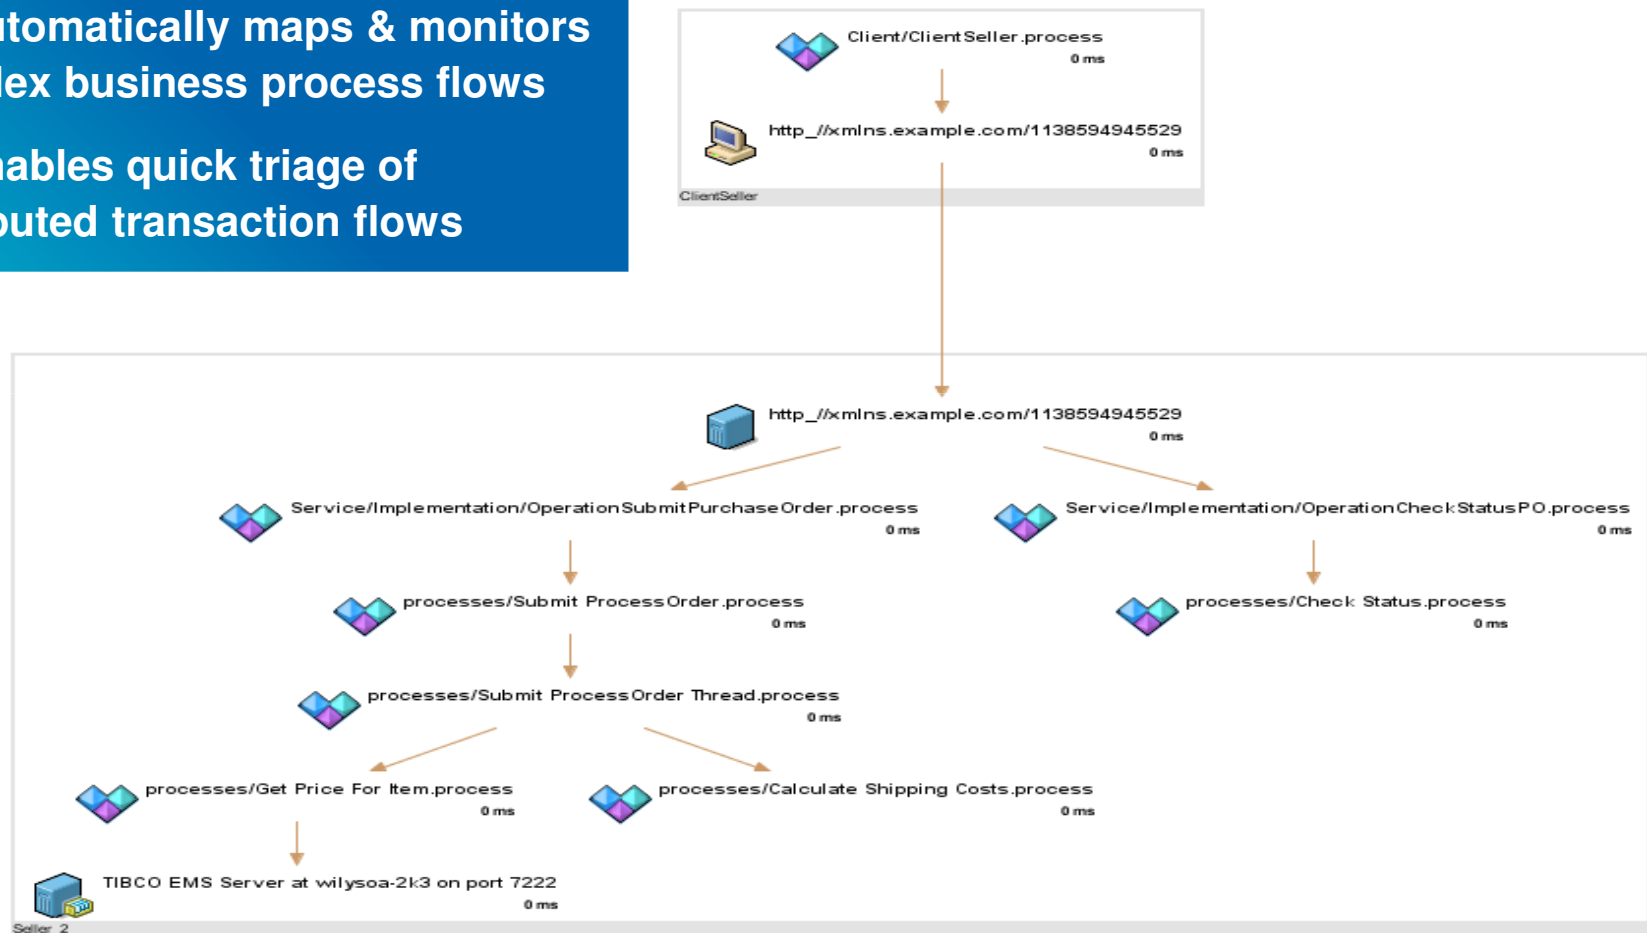 utomatically maps & monitors
lex business process flows
nables quick triage of
outed transaction flows
Client/ClientSeller.process
0 ms
http_//xmlns.example.com/1138594945529
0 ms
ClientSeller
http_//xmlns.example.com/1138594945529
0 ms
Service/Implementation/OperationSubmitPurchaseOrder.process
0 ms
Service/Implementation/OperationCheckStatusPO.process
0 ms
processes/Submit ProcessOrder.process
0 ms
processes/Check Status.process
0 ms
processes/Submit ProcessOrder Thread.process
0 ms
processes/Get Price For Item.process
0 ms
processes/Calculate Shipping Costs.process
0 ms
TIBCO EMS Server at wilysoa-2k3 on port 7222
0 ms
Seller_2